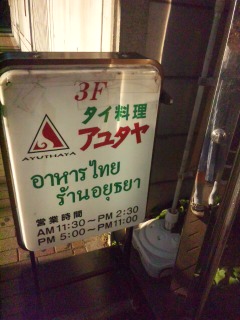 3F
タイ料理
アユタヤ
AYUTHAYA
อาหารไทย
ร้านอยุธยา
営業時間
AM 11:30~PM 2:30
PM 5:00~PM 11:00